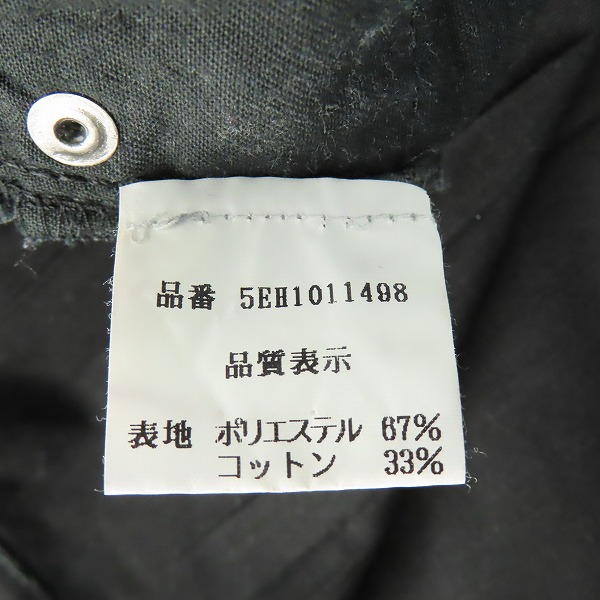 品番 5EH1011498
品質表示
表地 ポリエステル 67%
コットン 33%